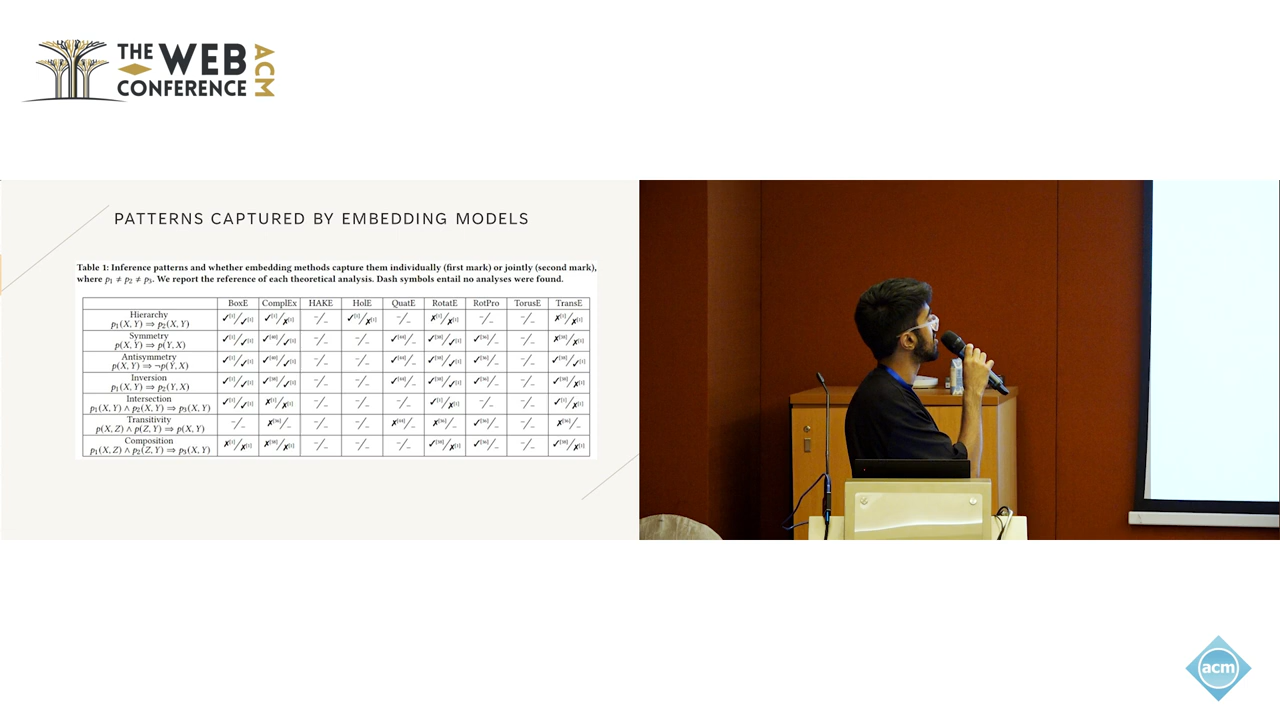 THE WEB
CONFERENCE
ACM
PATTERNS CAPTURED BY EMBEDDING MODELS
Table 1: Inference patterns and whether embedding methods capture them individually (first mark) or jointly (second mark),
where p₁ ≠ p₂ ≠ p₃. We report the reference of each theoretical analysis. Dash symbols entail no analyses were found.
BoxE ComplEx HAKE HolE QuatE RotatE RotPro TorusE TransE
Hierarchy
p₁(X, Y) ⇒ p₂(X, Y)
Symmetry
p(X, Y) ⇒ p(Y, X)
Antisymmetry
p(X, Y) ⇒ ¬p(Y, X)
Inversion
p₁(X, Y) ⇒ p₂(Y, X)
Intersection
p₁(X, Y) ∧ p₂(X, Y) ⇒ p₃(X, Y)
Transitivity
p(X, Z) ∧ p(Z, Y) ⇒ p(X, Y)
Composition
p₁(X, Z) ∧ p₂(Z, Y) ⇒ p₃(X, Y)
acm